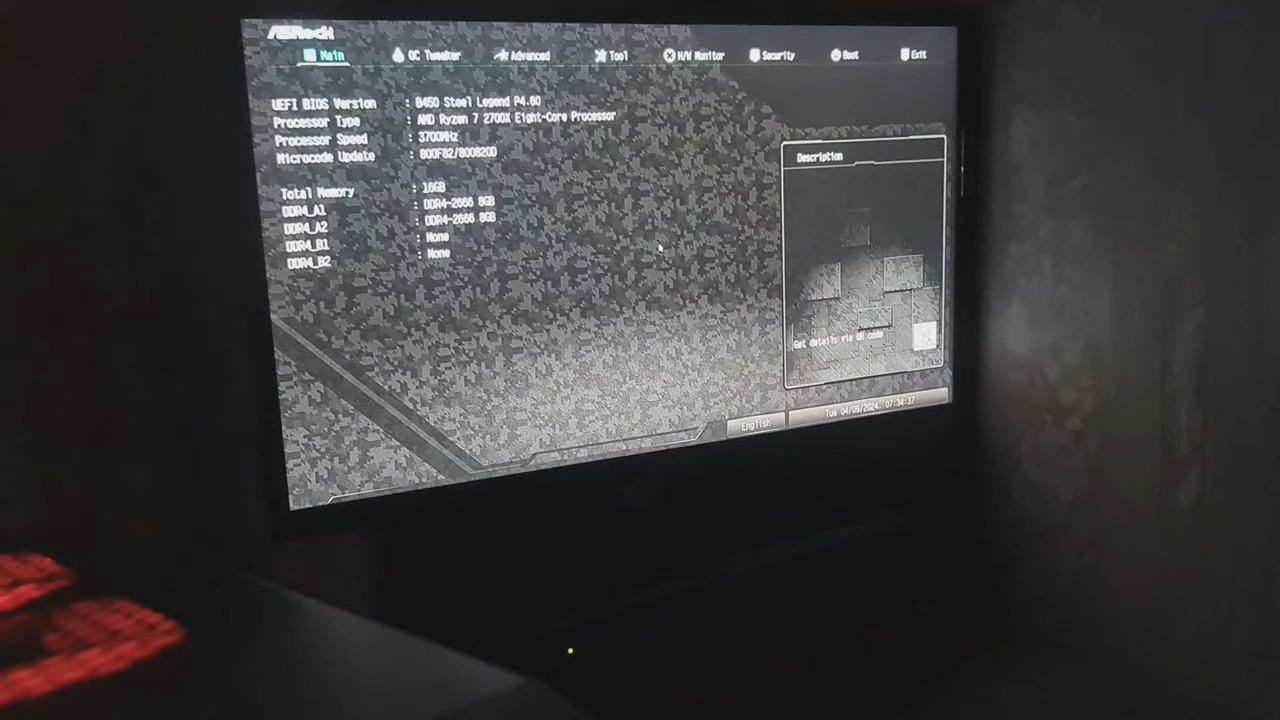 ASRock
Main OC Tweaker Advanced Tool H/W Monitor Security Boot Exit
UEFI BIOS Version : B450 Steel Legend P4.60
Processor Type : AMD Ryzen 7 2700X Eight-Core Processor
Processor Speed : 3700MHz
Microcode Update : 800F82/800820D
Total Memory : 16GB
DDR4_A1 : DDR4-2666 8GB
DDR4_A2 : DDR4-2666 8GB
DDR4_B1 : None
DDR4_B2 : None
Description
Get details via QR code
English
Tue 04/09/2024, 07:34:37